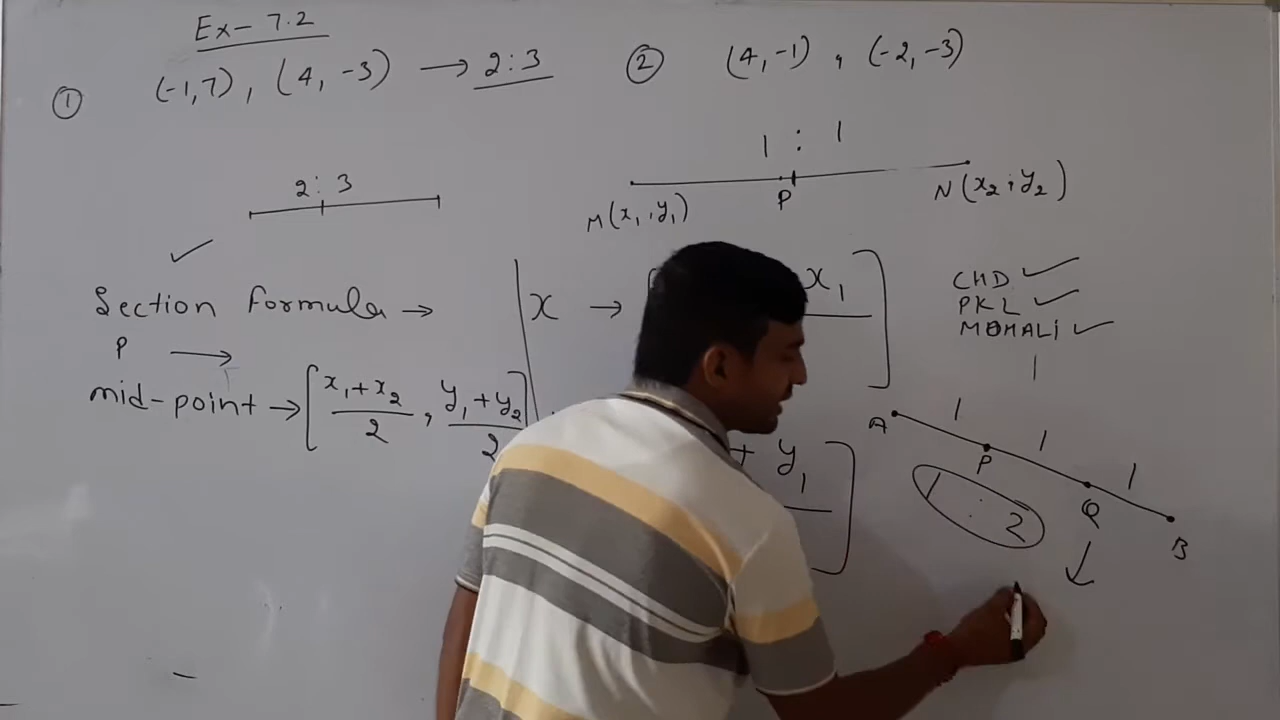 Ex- 7.2
① (-1,7), (4, -3) → 2:3
2 : 3
✓
Section formula →
P →
mid-point → [x₁+x₂/2, y₁+y₂/2]
x →
x₁
+ y₁
② (4,-1), (-2,-3)
1 : 1
M(x₁,y₁) P N(x₂,y₂)
CHD ✓
PKL ✓
MOHALI ✓
1
A 1 P 1 Q 1 B
1 : 2